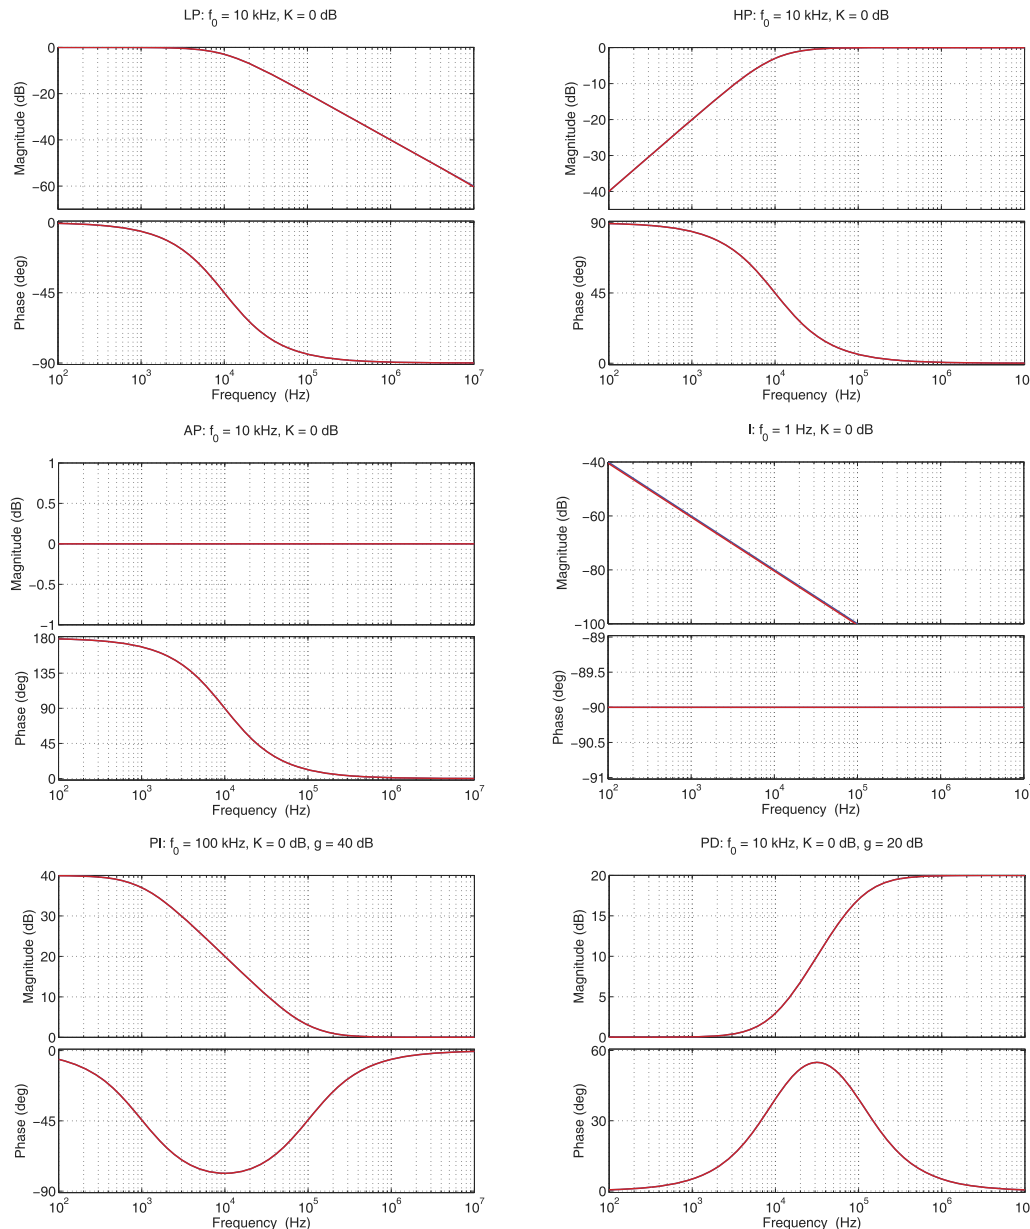 LP: f0 = 10 kHz, K = 0 dB
Magnitude (dB)
0
−20
−40
−60
Phase (deg)
0
−45
−90
10^2 10^3 10^4 10^5 10^6 10^7
Frequency (Hz)
HP: f0 = 10 kHz, K = 0 dB
Magnitude (dB)
0
−10
−20
−30
−40
Phase (deg)
90
45
0
10^2 10^3 10^4 10^5 10^6 10
Frequency (Hz)
AP: f0 = 10 kHz, K = 0 dB
Magnitude (dB)
1
0.5
0
−0.5
−1
Phase (deg)
180
135
90
45
0
10^2 10^3 10^4 10^5 10^6 10^7
Frequency (Hz)
I: f0 = 1 Hz, K = 0 dB
Magnitude (dB)
−40
−60
−80
−100
Phase (deg)
−89
−89.5
−90
−90.5
−91
10^2 10^3 10^4 10^5 10^6 10
Frequency (Hz)
PI: f0 = 100 kHz, K = 0 dB, g = 40 dB
Magnitude (dB)
40
30
20
10
0
Phase (deg)
0
−45
−90
10^2 10^3 10^4 10^5 10^6 10^7
Frequency (Hz)
PD: f0 = 10 kHz, K = 0 dB, g = 20 dB
Magnitude (dB)
20
15
10
5
0
Phase (deg)
60
30
0
10^2 10^3 10^4 10^5 10^6 10
Frequency (Hz)